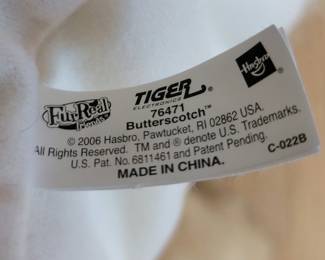 FurReal friends
TIGER ELECTRONICS
Hasbro
76471
Butterscotch™
© 2006 Hasbro, Pawtucket, RI 02862 USA.
All Rights Reserved. TM and ® denote U.S. Trademarks.
U.S. Pat. No. 6811461 and Patent Pending.
C-022B
MADE IN CHINA.